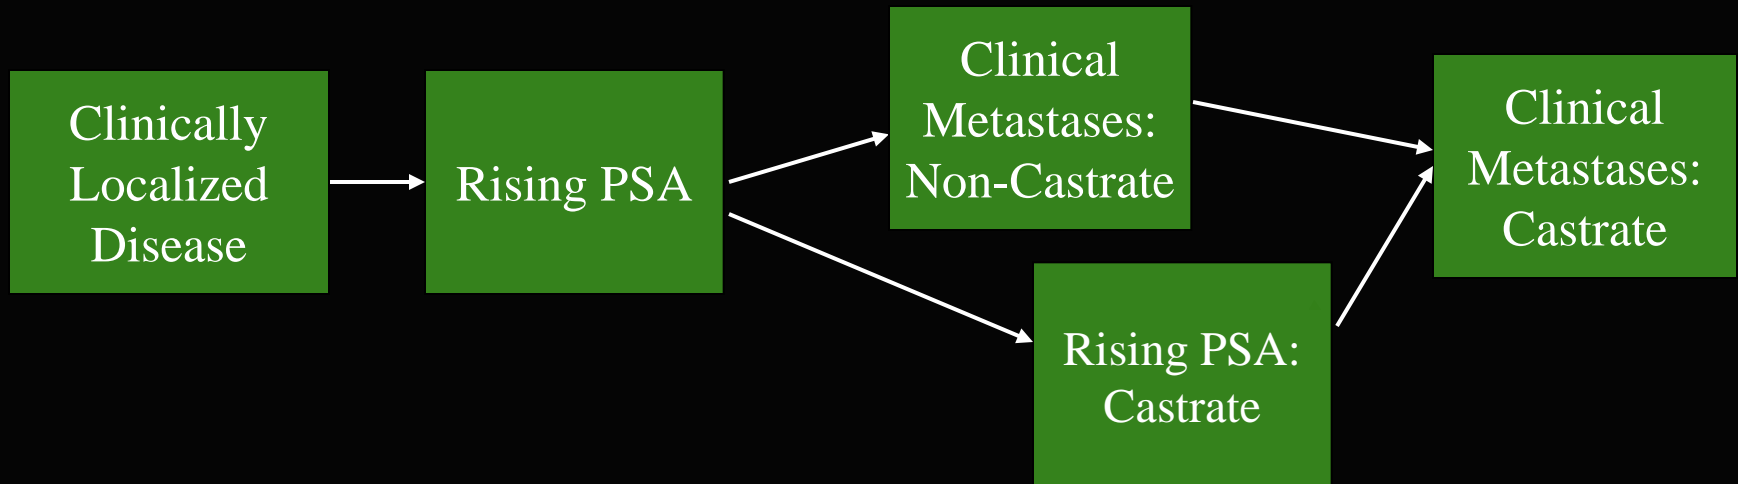 Clinically
Localized
Disease
Rising PSA
Clinical
Metastases:
Non-Castrate
Rising PSA:
Castrate
Clinical
Metastases:
Castrate